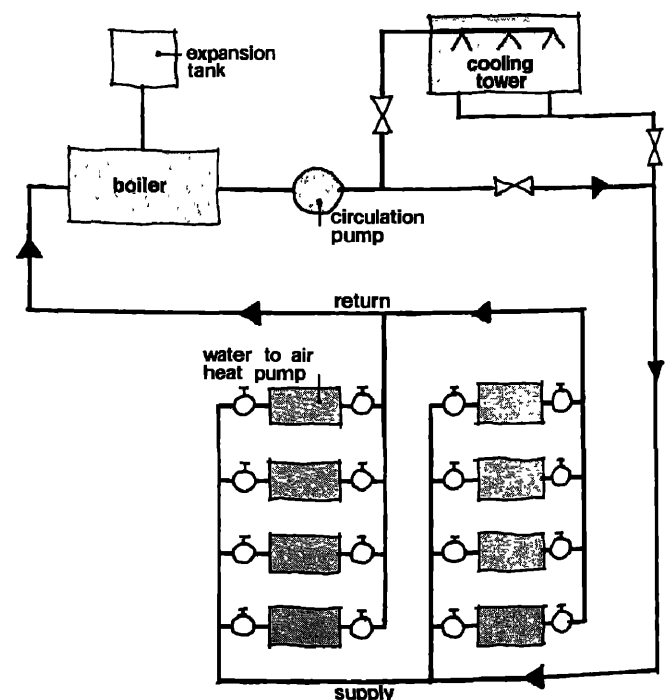 expansion
tank
cooling
tower
boiler
circulation
pump
return
water to air
heat pump
supply